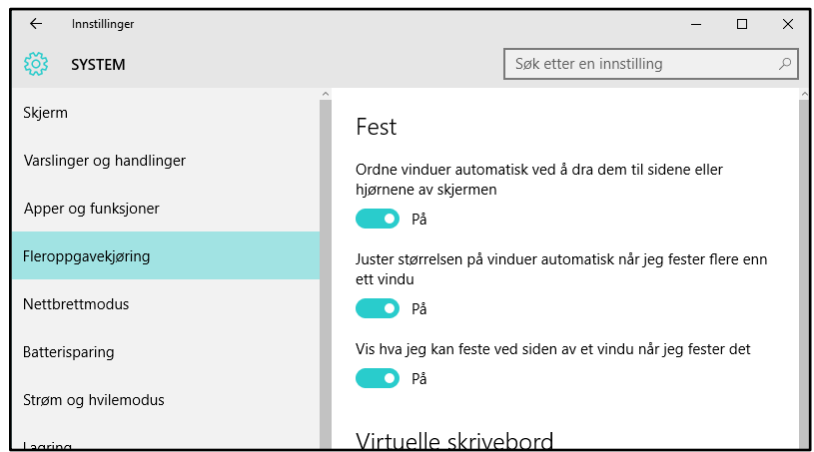 Innstillinger
SYSTEM
Søk etter en innstilling
Skjerm
Varslinger og handlinger
Apper og funksjoner
Fleroppgavekjøring
Nettbrettmodus
Batterisparing
Strøm og hvilemodus
Lagring
Fest
Ordne vinduer automatisk ved å dra dem til sidene eller
hjørnene av skjermen
På
Juster størrelsen på vinduer automatisk når jeg fester flere enn
ett vindu
På
Vis hva jeg kan feste ved siden av et vindu når jeg fester det
På
Virtuelle skrivebord